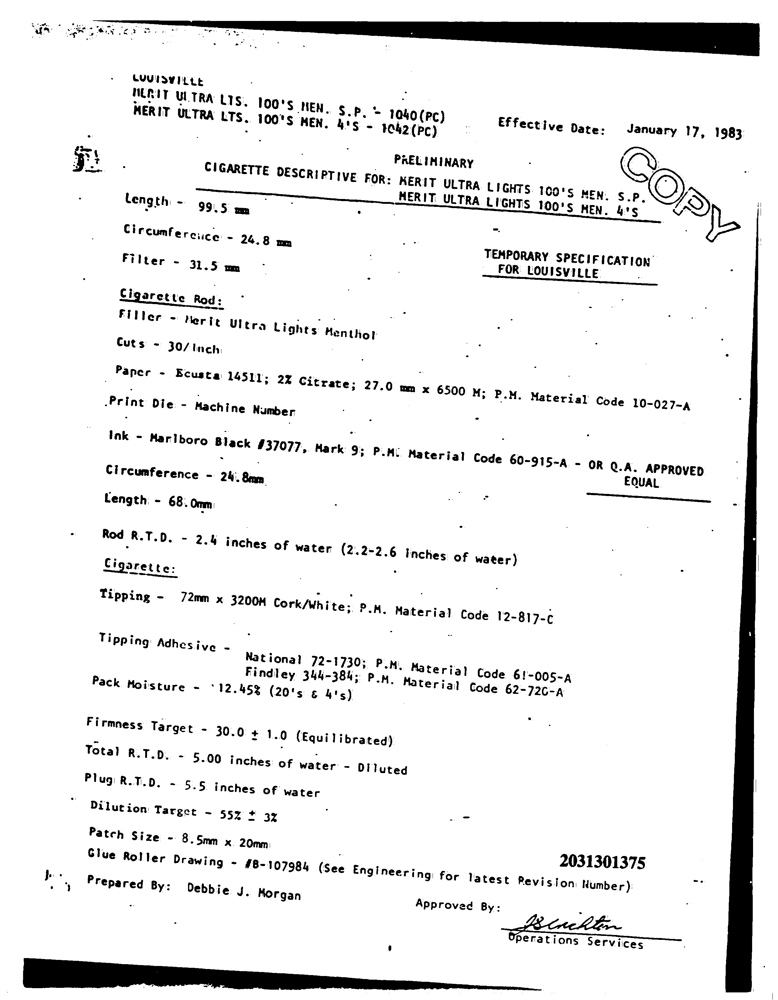 LOUISVILLE
MERIT ULTRA LTS. 100'S MEN. S.P. - 1040(PC)
MERIT ULTRA LTS. 100'S MEN. 4'S - 1042(PC)
Effective Date: January 17, 1983
COPY
PRELIMINARY
CIGARETTE DESCRIPTIVE FOR: MERIT ULTRA LIGHTS 100'S MEN. S.P.
MERIT ULTRA LIGHTS 100'S MEN. 4'S
Length - 99.5 mm
Circumference - 24.8 mm
TEMPORARY SPECIFICATION
FOR LOUISVILLE
Filter - 31.5 mm
Cigarette Rod:
Filler - Merit Ultra Lights Menthol
Cuts - 30/inch
Paper - Ecusta 14511; 2% Citrate; 27.0 mm x 6500 M; P.M. Material Code 10-027-A
Print Die - Machine Number
Ink - Marlboro Black #37077, Mark 9; P.M. Material Code 60-915-A - OR Q.A. APPROVED
EQUAL
Circumference - 24.8mm
Length - 68.0mm
Rod R.T.D. - 2.4 inches of water (2.2-2.6 inches of water)
Cigarette:
Tipping - 72mm x 3200M Cork/White; P.M. Material Code 12-817-C
Tipping Adhesive -
National 72-1730; P.M. Material Code 61-005-A
Findley 344-384; P.M. Material Code 62-720-A
Pack Moisture - 12.45% (20's & 4's)
Firmness Target - 30.0 ± 1.0 (Equilibrated)
Total R.T.D. - 5.00 inches of water - Diluted
Plug R.T.D. - 5.5 inches of water
Dilution Target - 55% ± 3%
Patch Size - 8.5mm x 20mm
2031301375
Glue Roller Drawing - #B-107984 (See Engineering for latest Revision Number)
Prepared By: Debbie J. Morgan
Approved By:
Operations Services